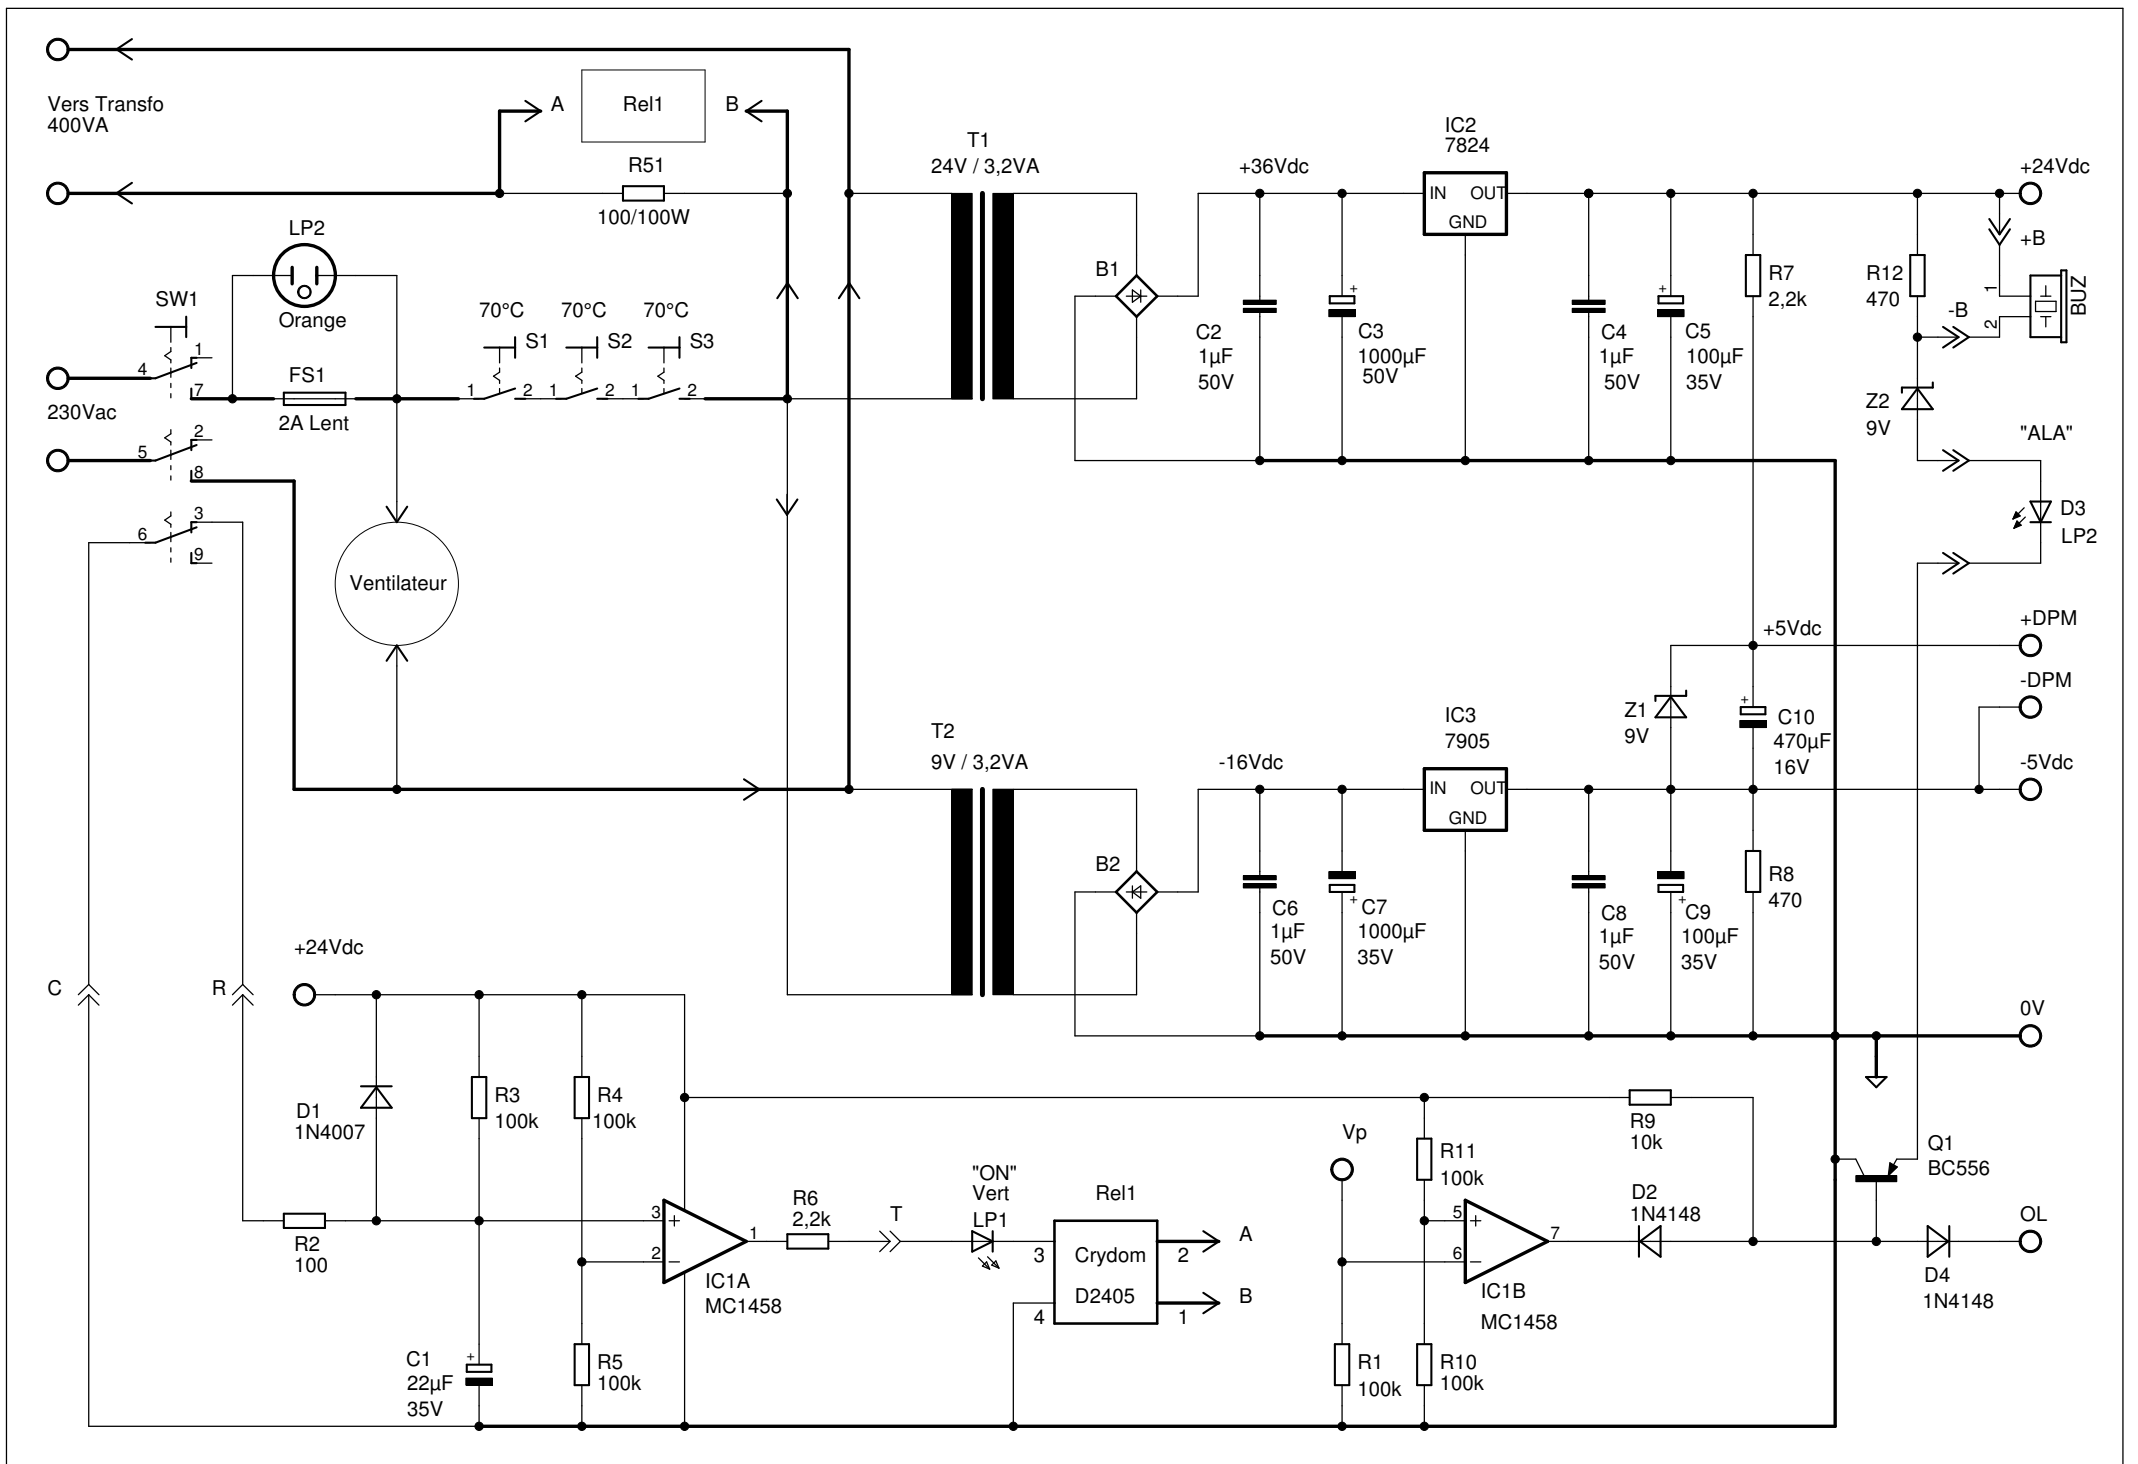 Vers Transfo
400VA
A
Rel1
B
R51
100/100W
T1
24V / 3,2VA
+36Vdc
IC2
7824
IN
OUT
GND
+24Vdc
+B
LP2
Orange
SW1
1
4
7
230Vac
FS1
2A Lent
70°C
70°C
70°C
S1
S2
S3
1
2
1
2
1
2
2
5
8
3
6
9
Ventilateur
B1
C2
1µF
50V
C3
+
1000µF
50V
C4
1µF
50V
C5
+
100µF
35V
R7
2,2k
R12
470
-B
1
2
BUZ
Z2
9V
"ALA"
D3
LP2
+5Vdc
+DPM
-DPM
-5Vdc
Z1
9V
+
C10
470µF
16V
T2
9V / 3,2VA
-16Vdc
IC3
7905
IN
OUT
GND
B2
C6
1µF
50V
+
C7
1000µF
35V
C8
1µF
50V
+
C9
100µF
35V
R8
470
0V
C
R
+24Vdc
D1
1N4007
R3
100k
R4
100k
R2
100
3
+
2
−
1
IC1A
MC1458
R6
2,2k
T
"ON"
Vert
LP1
Rel1
3
4
Crydom
D2405
2
1
A
B
C1
22µF
35V
+
R5
100k
Vp
R11
100k
R9
10k
5
+
6
−
7
IC1B
MC1458
D2
1N4148
Q1
BC556
OL
D4
1N4148
R1
100k
R10
100k